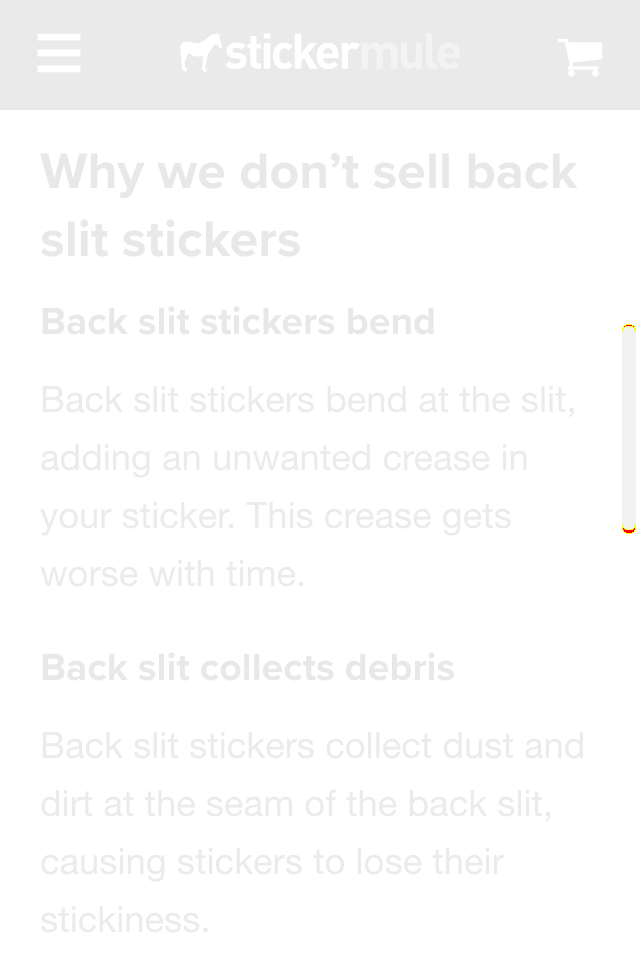 stickermule
Why we don’t sell back
slit stickers
Back slit stickers bend
Back slit stickers bend at the slit,
adding an unwanted crease in
your sticker. This crease gets
worse with time.
Back slit collects debris
Back slit stickers collect dust and
dirt at the seam of the back slit,
causing stickers to lose their
stickiness.